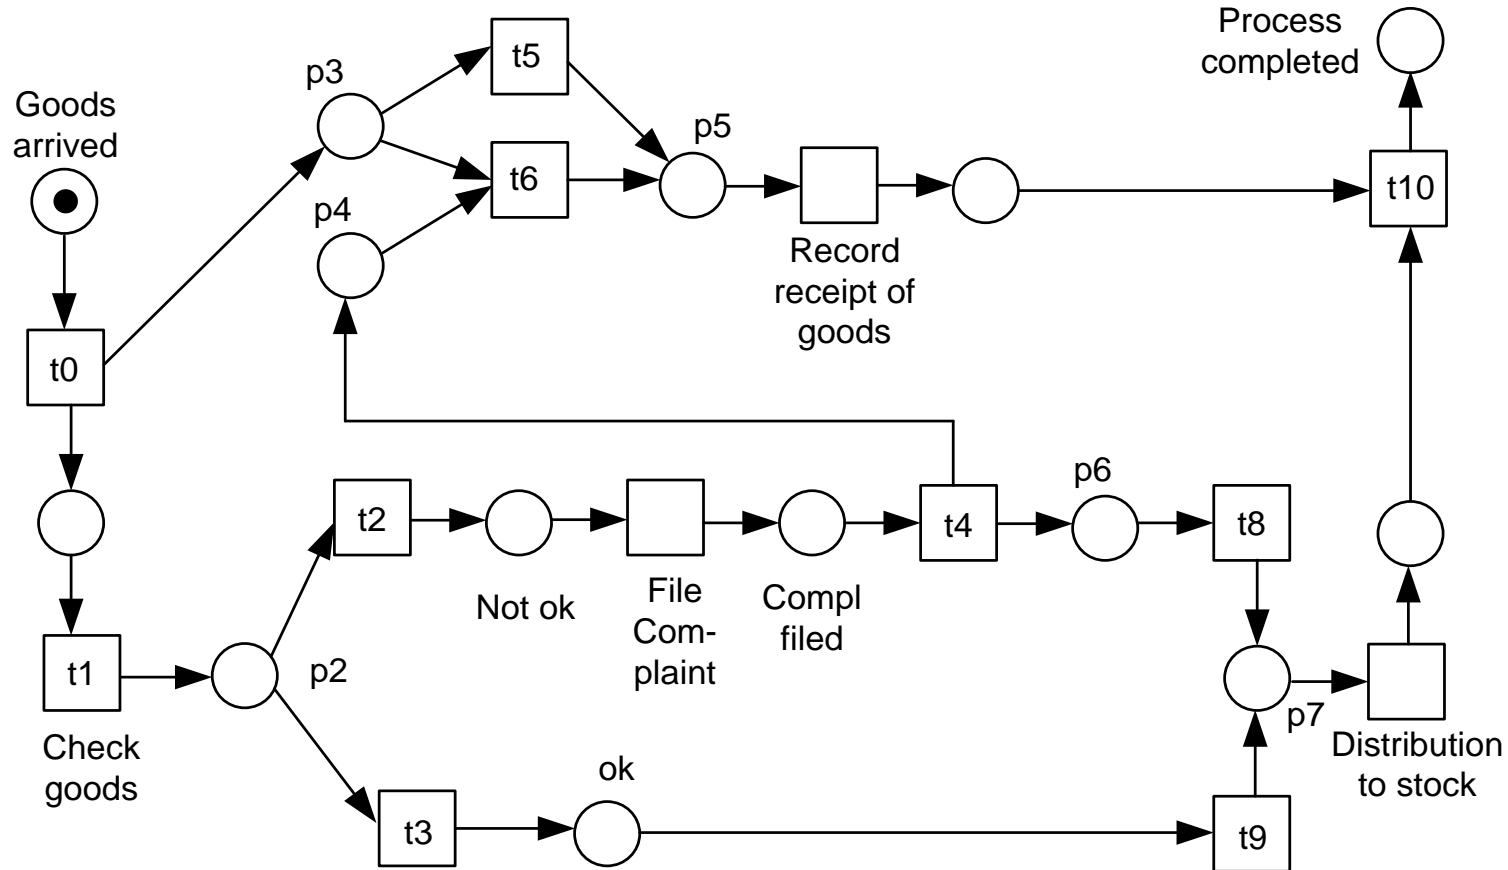 Process
completed
t5
p3
Goods
arrived
p5
t6
t10
p4
Record
receipt of
goods
t0
p6
t2
t4
t8
Not ok
File
Com-
plaint
Compl
filed
t1
p2
p7
Check
goods
Distribution
to stock
ok
t3
t9